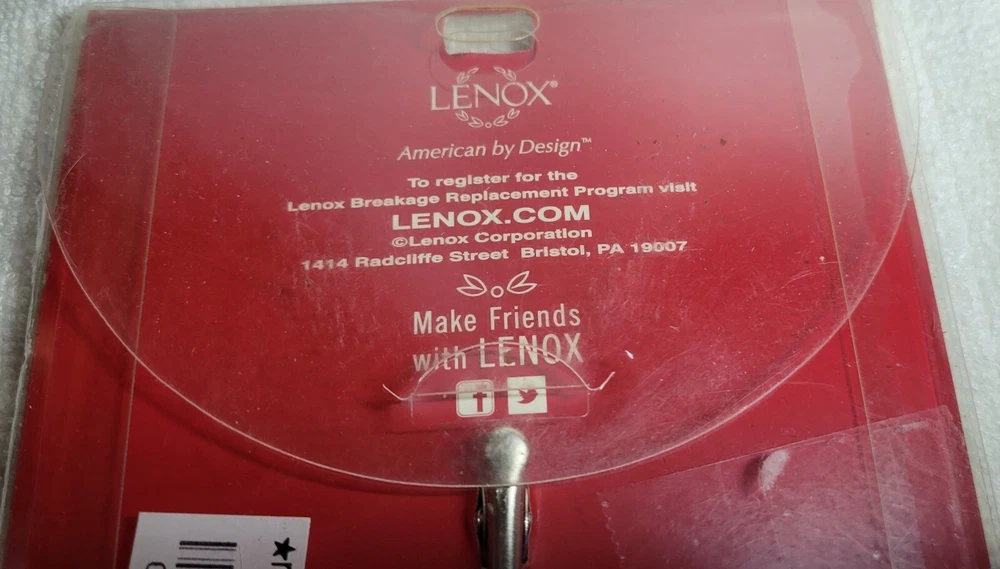 LENOX®
American by Design™
To register for the
Lenox Breakage Replacement Program visit
LENOX.COM
©Lenox Corporation
1414 Radcliffe Street Bristol, PA 19007
Make Friends
with LENOX